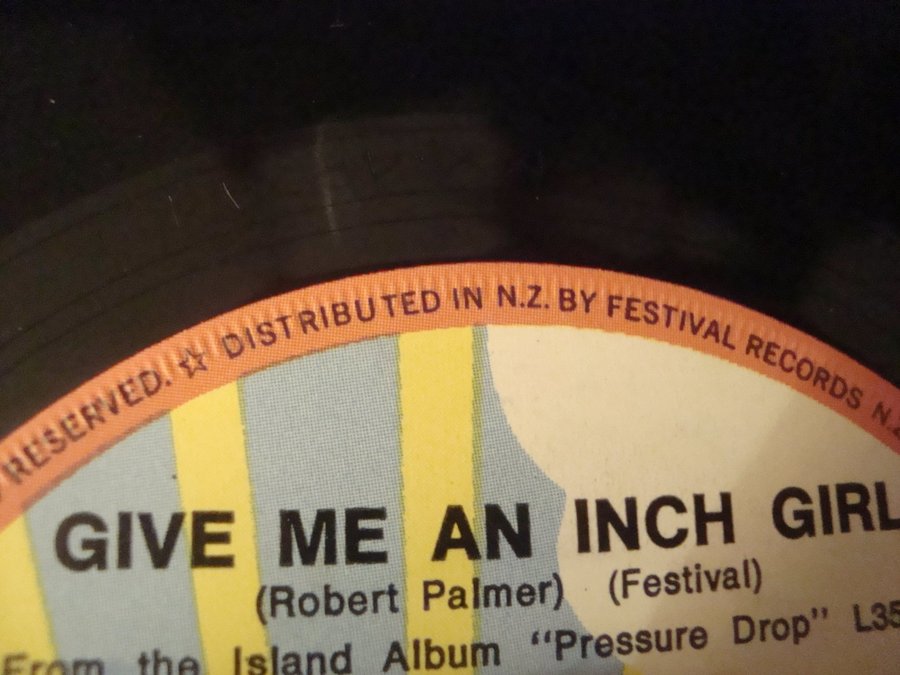 RESERVED. ☆ DISTRIBUTED IN N.Z. BY FESTIVAL RECORDS
GIVE ME AN INCH GIRL
(Robert Palmer) (Festival)
From the Island Album "Pressure Drop" L35